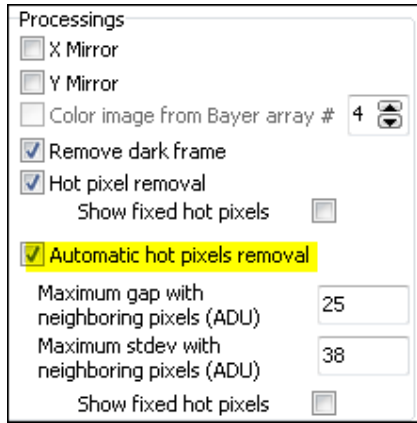 Processings
X Mirror
Y Mirror
Color image from Bayer array # 4
Remove dark frame
Hot pixel removal
Show fixed hot pixels
Automatic hot pixels removal
Maximum gap with
neighboring pixels (ADU) 25
Maximum stdev with
neighboring pixels (ADU) 38
Show fixed hot pixels